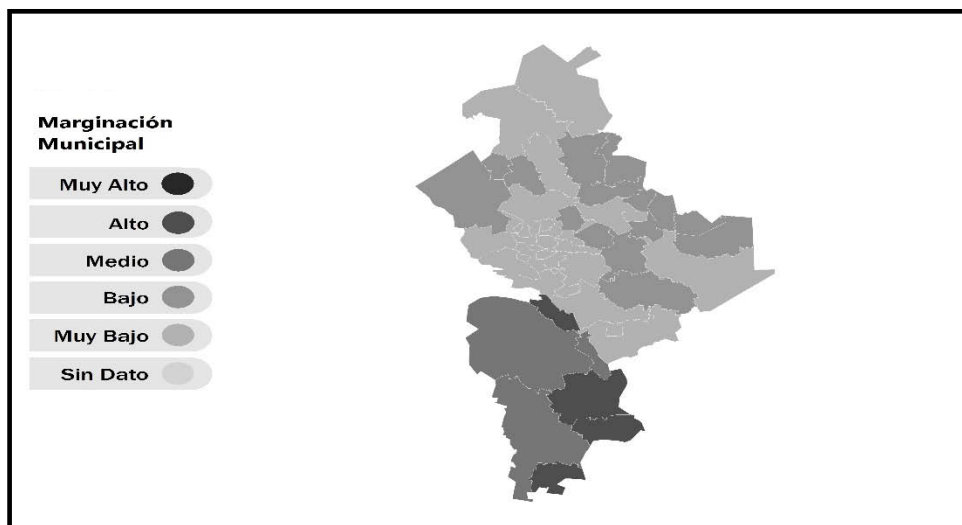 Marginación
Municipal
Muy Alto
Alto
Medio
Bajo
Muy Bajo
Sin Dato